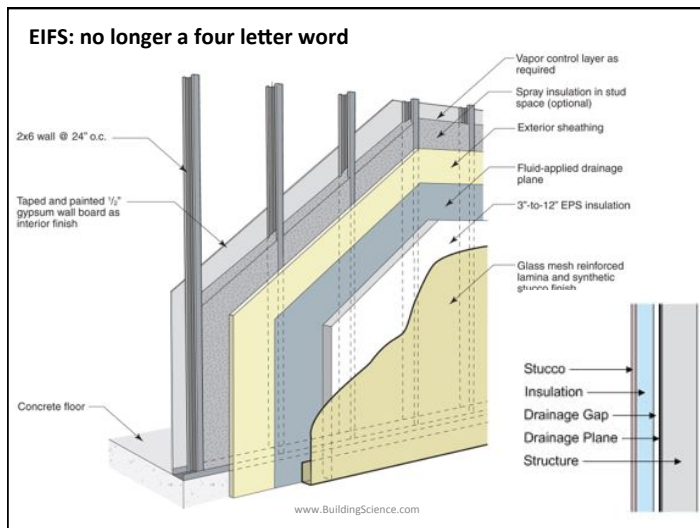 EIFS: no longer a four letter word
Vapor control layer as
required
Spray insulation in stud
space (optional)
Exterior sheathing
2x6 wall @ 24" o.c.
Fluid-applied drainage
plane
Taped and painted ½"
gypsum wall board as
interior finish
3"-to-12" EPS insulation
Glass mesh reinforced
lamina and synthetic
stucco finish
Stucco
Insulation
Drainage Gap
Drainage Plane
Structure
Concrete floor
www.BuildingScience.com